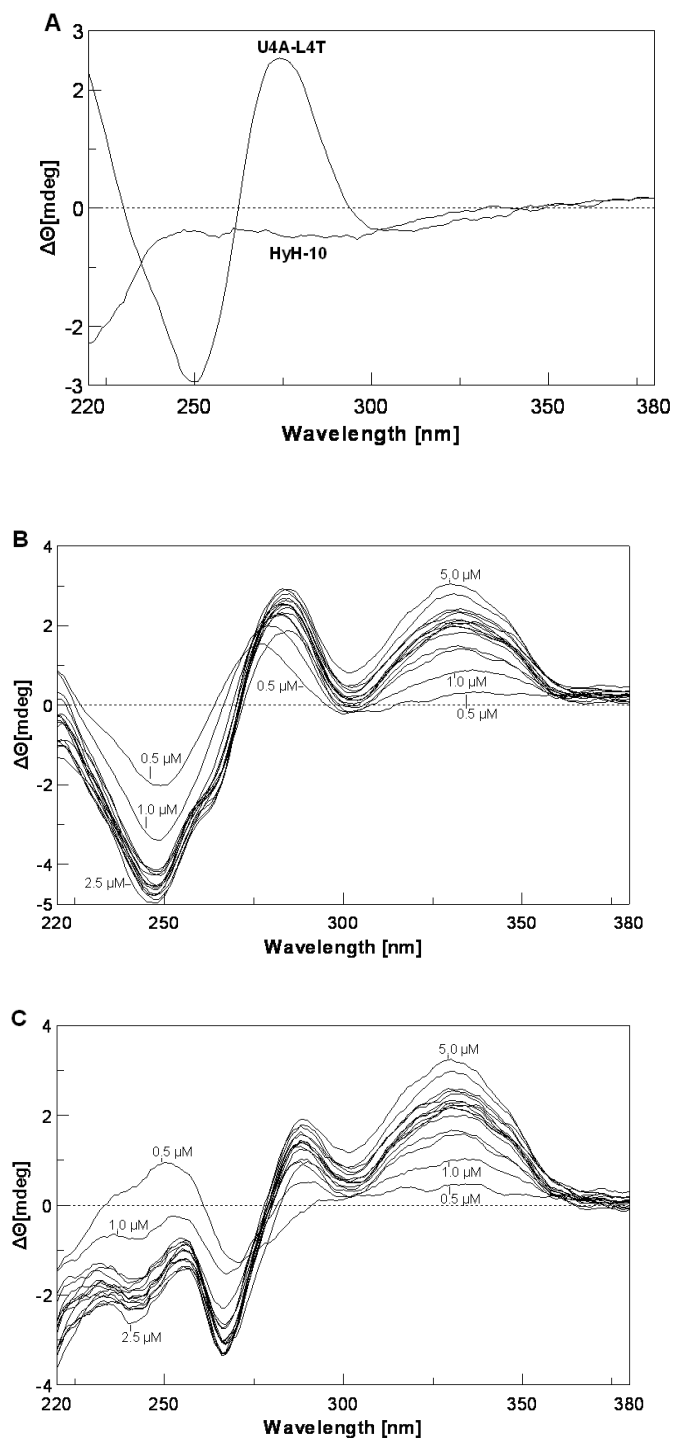 A
3
2
0
-2
-3
ΔΘ[mdeg]
U4A-L4T
HyH-10
220 250 300 350 380
Wavelength [nm]
B
4
2
0
-2
-4
-5
ΔΘ[mdeg]
5.0 µM
0.5 µM
1.0 µM
0.5 µM
0.5 µM
1.0 µM
2.5 µM
220 250 300 350 380
Wavelength [nm]
C
4
2
0
-2
-4
ΔΘ[mdeg]
5.0 µM
0.5 µM
1.0 µM
0.5 µM
1.0 µM
2.5 µM
220 250 300 350 380
Wavelength [nm]